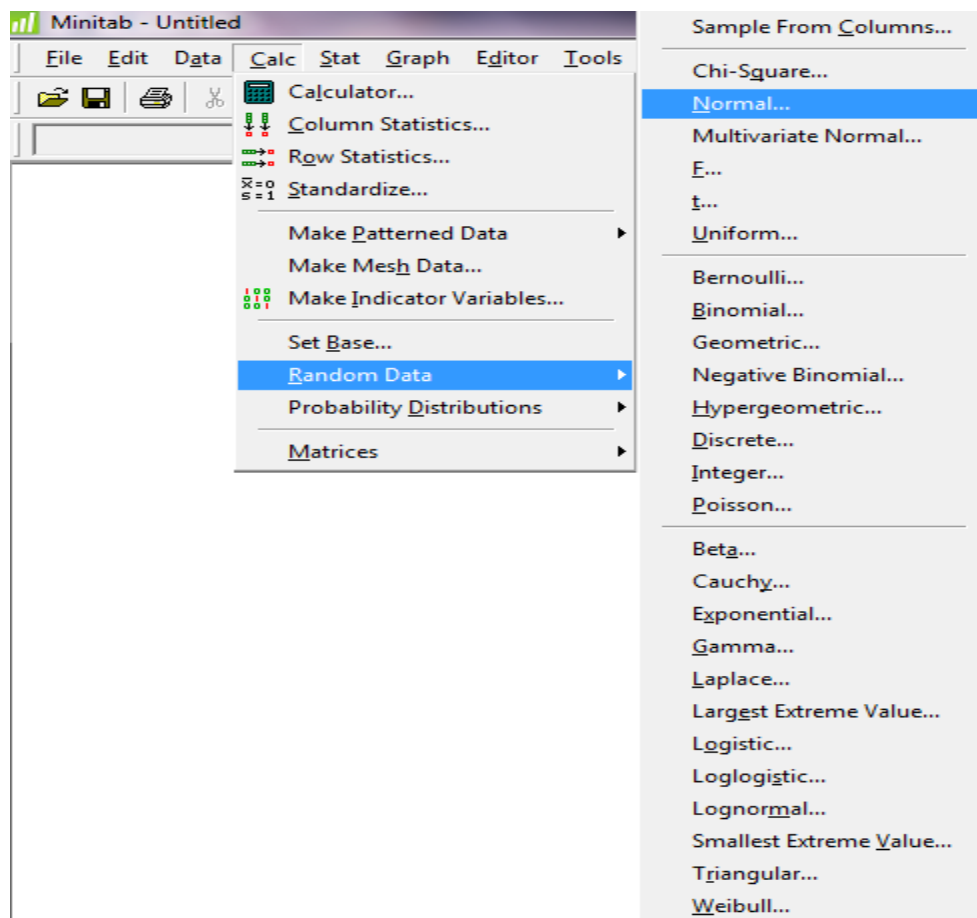 Minitab - Untitled
File Edit Data Calc Stat Graph Editor Tools
Calculator...
Column Statistics...
Row Statistics...
x̄=0
s=1
Standardize...
Make Patterned Data
Make Mesh Data...
Make Indicator Variables...
Set Base...
Random Data
Probability Distributions
Matrices
Sample From Columns...
Chi-Square...
Normal...
Multivariate Normal...
F...
t...
Uniform...
Bernoulli...
Binomial...
Geometric...
Negative Binomial...
Hypergeometric...
Discrete...
Integer...
Poisson...
Beta...
Cauchy...
Exponential...
Gamma...
Laplace...
Largest Extreme Value...
Logistic...
Loglogistic...
Lognormal...
Smallest Extreme Value...
Triangular...
Weibull...